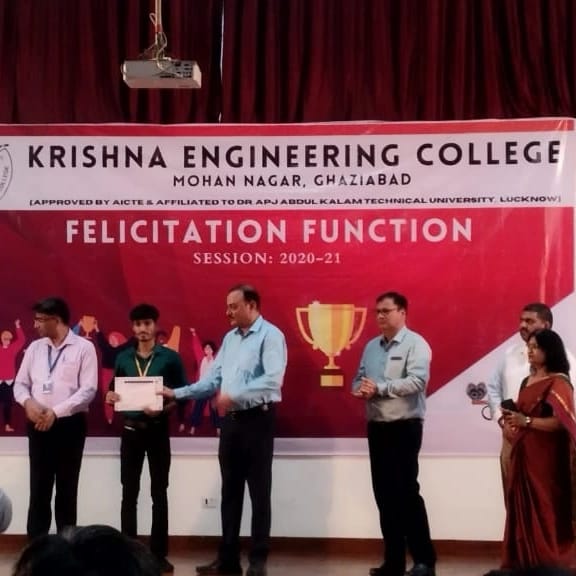 KRISHNA ENGINEERING COLLEGE
MOHAN NAGAR, GHAZIABAD
(APPROVED BY AICTE & AFFILIATED TO DR. APJ ABDUL KALAM TECHNICAL UNIVERSITY, LUCKNOW)
FELICITATION FUNCTION
SESSION: 2020-21